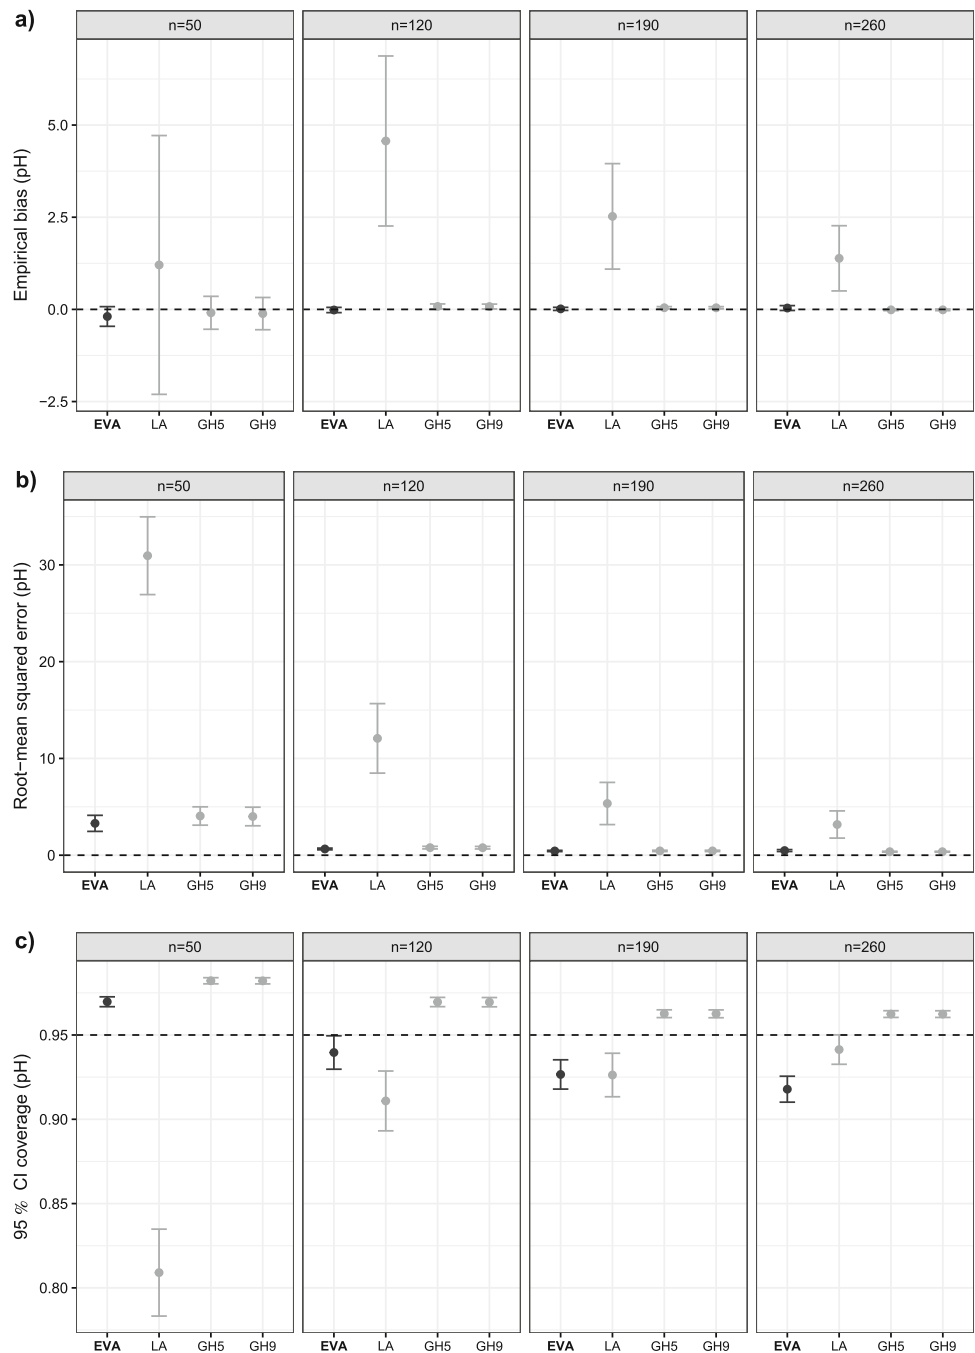 a)
n=50 n=120 n=190 n=260
Empirical bias (pH)
5.0
2.5
0.0
−2.5
EVA LA GH5 GH9 EVA LA GH5 GH9 EVA LA GH5 GH9 EVA LA GH5 GH9
b)
n=50 n=120 n=190 n=260
Root−mean squared error (pH)
30
20
10
0
EVA LA GH5 GH9 EVA LA GH5 GH9 EVA LA GH5 GH9 EVA LA GH5 GH9
c)
n=50 n=120 n=190 n=260
95 % CI coverage (pH)
0.95
0.90
0.85
0.80
EVA LA GH5 GH9 EVA LA GH5 GH9 EVA LA GH5 GH9 EVA LA GH5 GH9